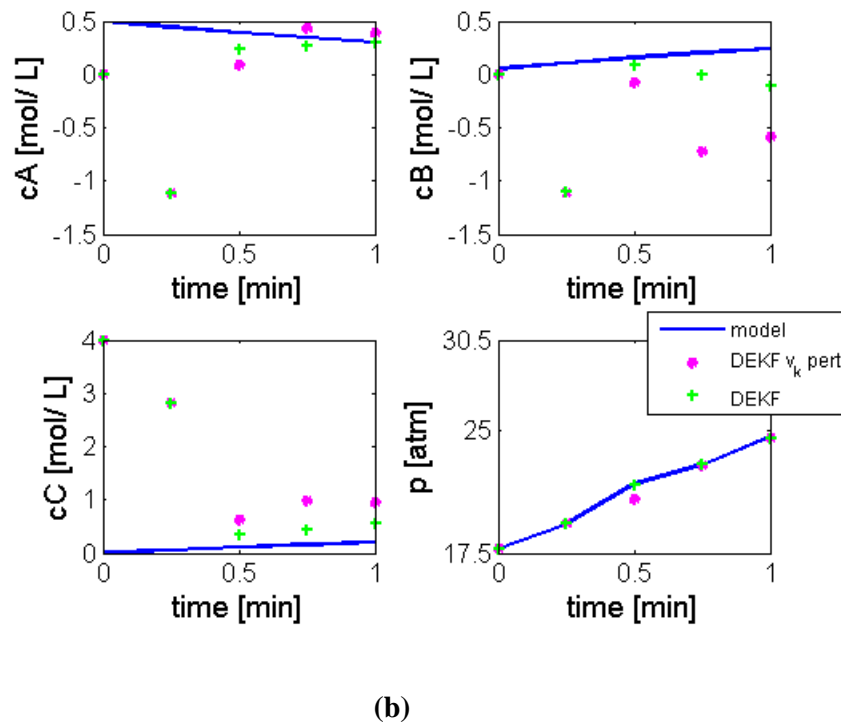 0.5
0
-0.5
-1
-1.5
cA [mol/ L]
0
0.5
1
time [min]
0.5
0
-0.5
-1
-1.5
cB [mol/ L]
0
0.5
1
time [min]
4
3
2
1
0
cC [mol/ L]
0
0.5
1
time [min]
30.5
25
17.5
p [atm]
0
0.5
1
time [min]
model
DEKF v_k pert
DEKF
(b)